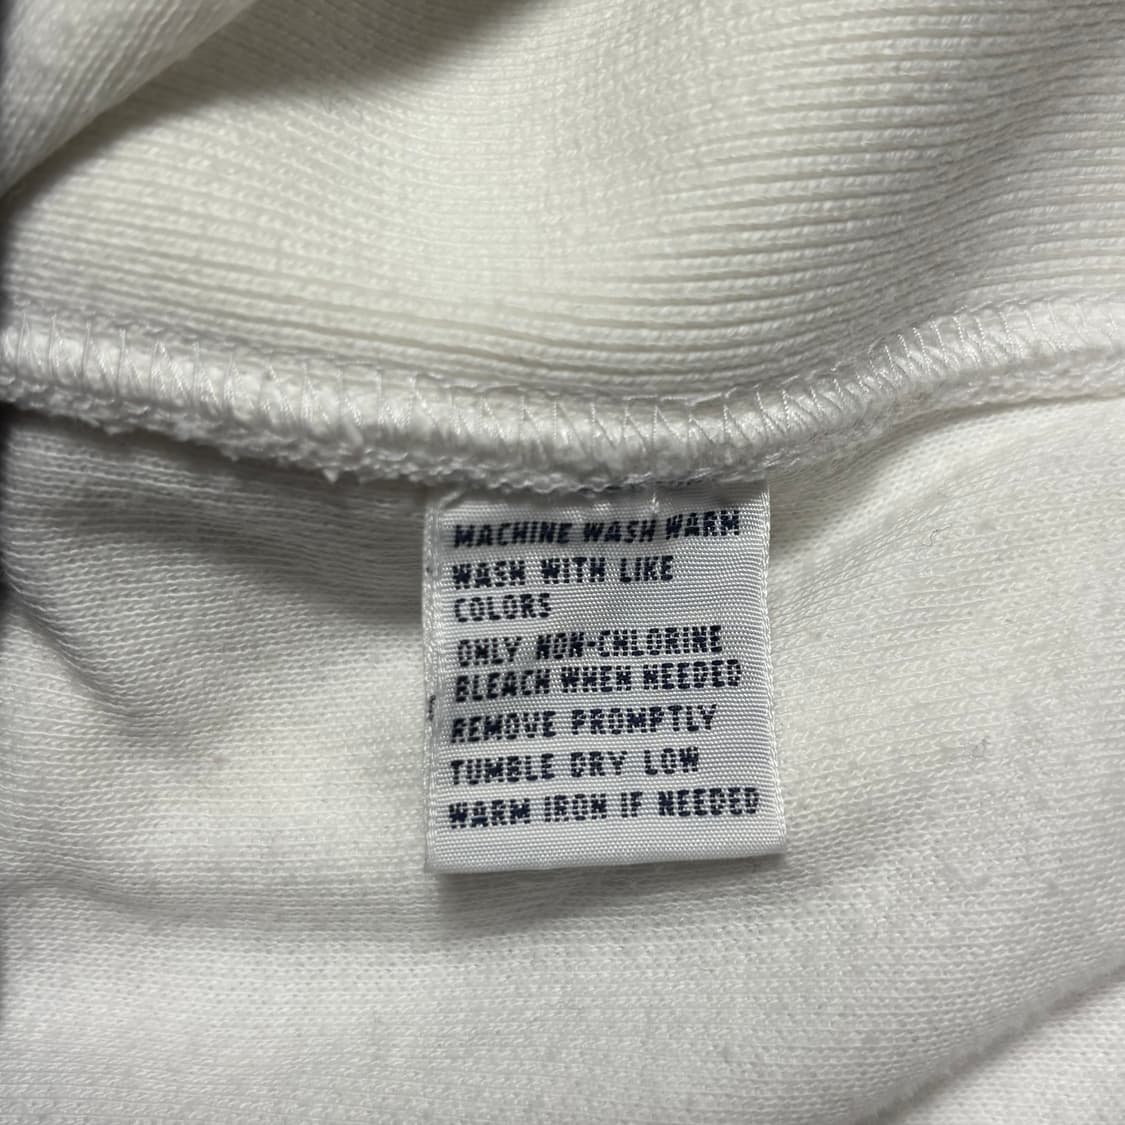 MACHINE WASH WARM
WASH WITH LIKE
COLORS
ONLY NON-CHLORINE
BLEACH WHEN NEEDED
REMOVE PROMPTLY
TUMBLE DRY LOW
WARM IRON IF NEEDED